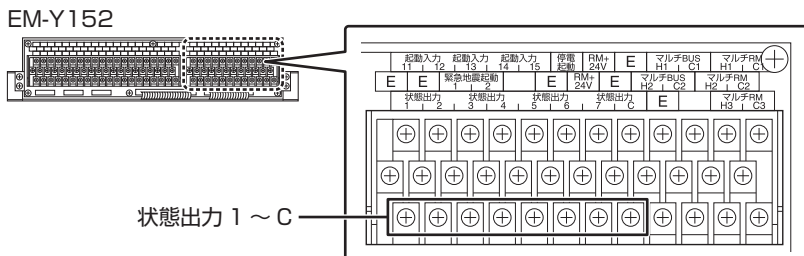 EM-Y152
起動入力 起動入力 起動入力 停電起動 RM+24V E マルチBUS マルチRM
11 12 13 14 15 H1 C1 H1 C1
E E 緊急地震起動 E RM+24V E マルチBUS マルチRM
1 2 H2 C2 H2 C2
状態出力 状態出力 状態出力 状態出力 E マルチRM
1 2 3 4 5 6 7 C H3 C3
状態出力 1 ~ C